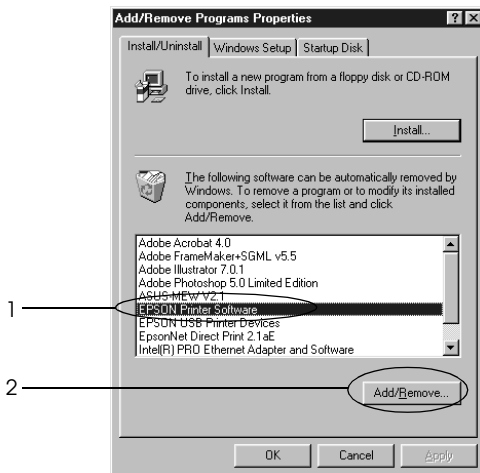 Add/Remove Programs Properties
Install/Uninstall Windows Setup Startup Disk
To install a new program from a floppy disk or CD-ROM
drive, click Install.
Install...
The following software can be automatically removed by
Windows. To remove a program or to modify its installed
components, select it from the list and click
Add/Remove.
Adobe Acrobat 4.0
Adobe FrameMaker+SGML v5.5
Adobe Illustrator 7.0.1
Adobe Photoshop 5.0 Limited Edition
ASUS-MEW V2.1
1
EPSON Printer Software
EPSON USB Printer Devices
EpsonNet Direct Print 2.1aE
Intel(R) PRO Ethernet Adapter and Software
2
Add/Remove...
OK Cancel Apply